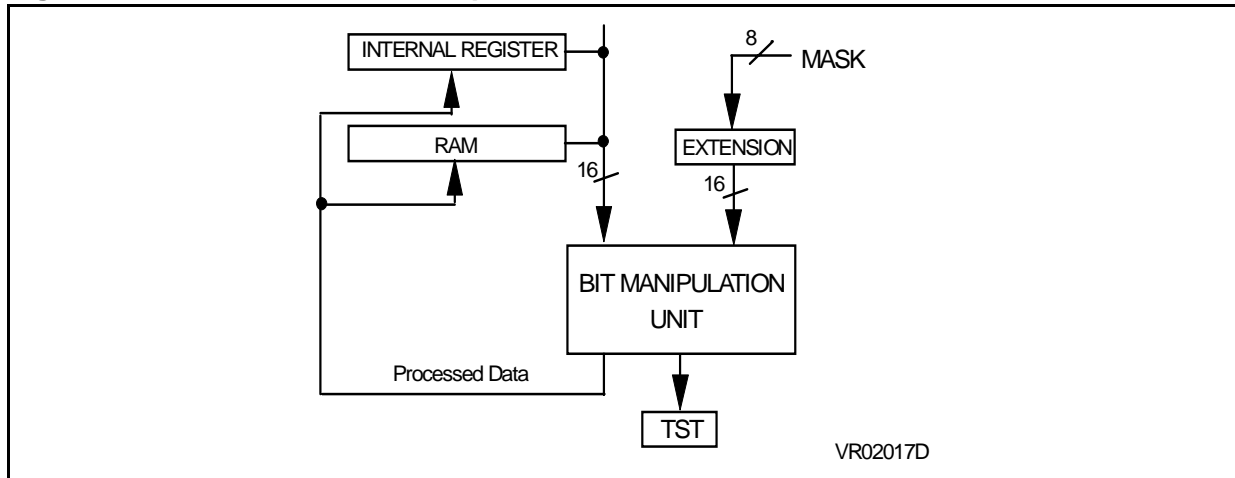 INTERNAL REGISTER
8
MASK
RAM
EXTENSION
16
16
BIT MANIPULATION
UNIT
Processed Data
TST
VR02017D